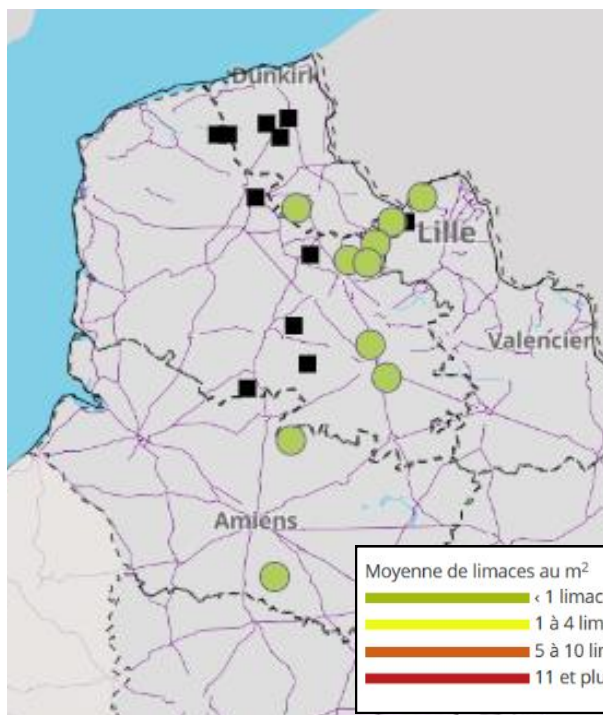 Dunkirk
Lille
Valencien
Amiens
Moyenne de limaces au m²
‹ 1 limac
1 à 4 lim
5 à 10 lin
11 et plu